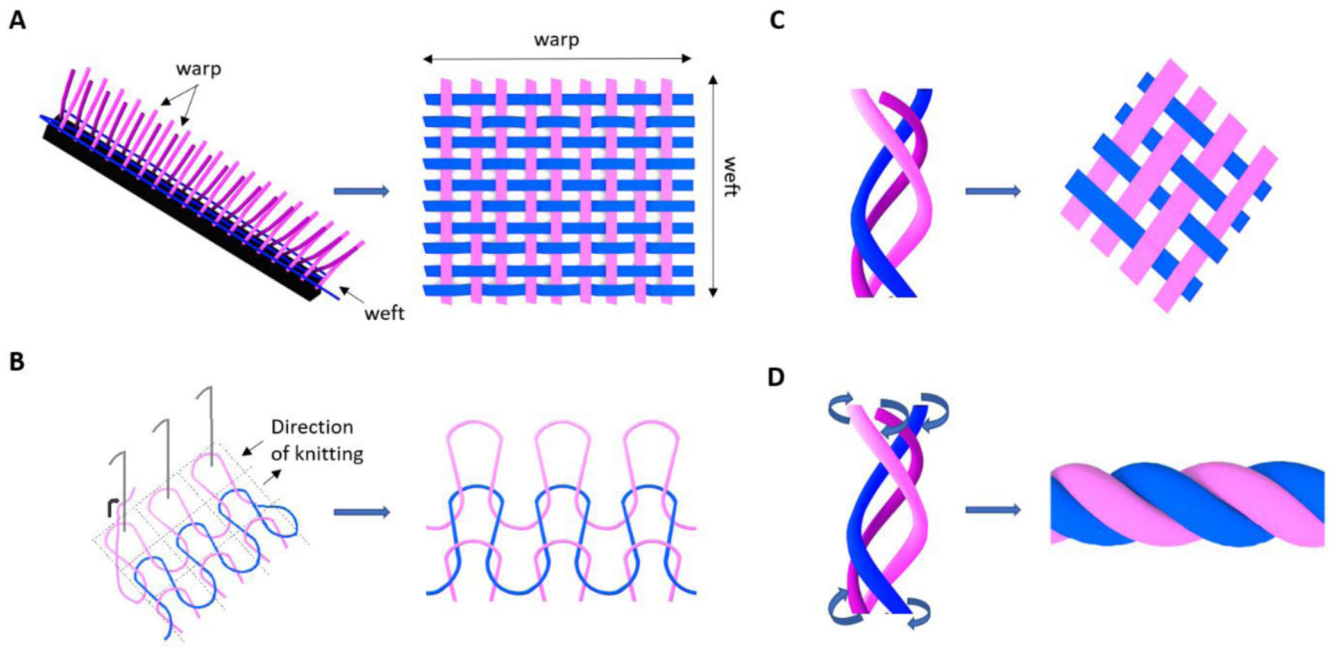 A
warp
warp
weft
weft
B
Direction
of knitting
C
D